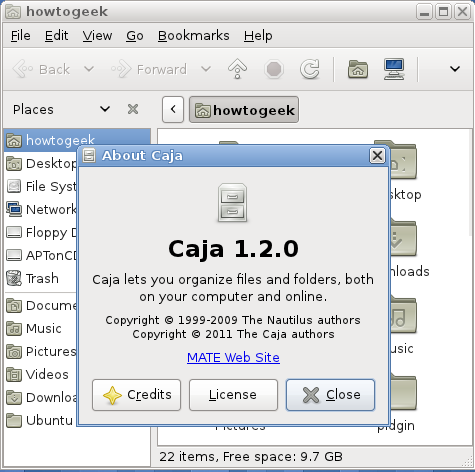 howtogeek
File Edit View Go Bookmarks Help
Back Forward
Places
howtogeek
howtogeek
Desktop
File Sys
Network
Floppy D
APTonCD
Trash
Docume
Music
Pictures
Videos
Downloa
Ubuntu
About Caja
Caja 1.2.0
Caja lets you organize files and folders, both
on your computer and online.
Copyright © 1999-2009 The Nautilus authors
Copyright © 2011 The Caja authors
MATE Web Site
Credits License Close
sktop
nloads
usic
Pictures
pidgin
22 items, Free space: 9.7 GB